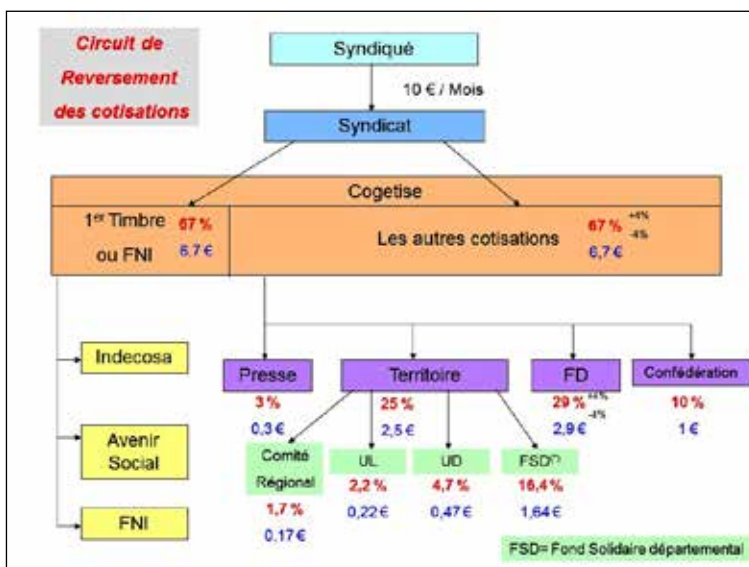 Circuit de
Reversement
des cotisations
Syndiqué
10 € / Mois
Syndicat
Cogetise
1er Timbre
ou FNI
67 %
6,7 €
Les autres cotisations
67 %
+4%
-4%
6,7 €
Indecosa
Avenir
Social
FNI
Presse
3 %
0,3 €
Territoire
25 %
2,5 €
FD
29 %
+4%
-4%
2,9 €
Confédération
10 %
1 €
Comité
Régional
1,7 %
0,17 €
UL
2,2 %
0,22 €
UD
4,7 %
0,47 €
16,4 %
1,64 €
FSD= Fond Solidaire départemental